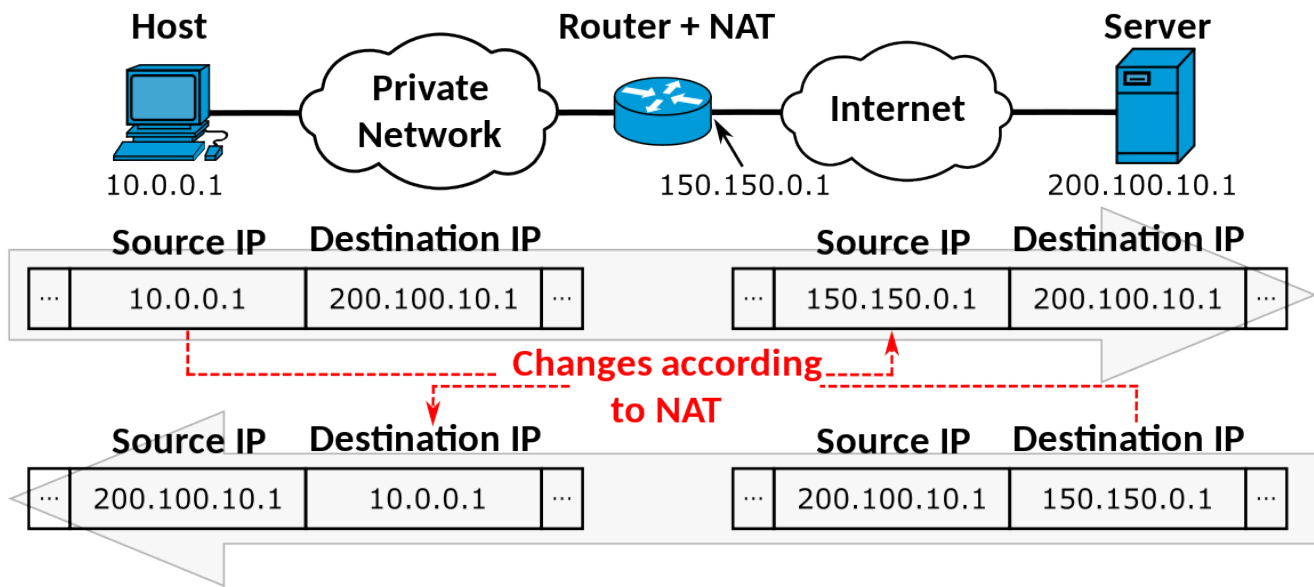 Host Router + NAT Server
Private
Network
Internet
10.0.0.1 150.150.0.1 200.100.10.1
Source IP Destination IP Source IP Destination IP
... 10.0.0.1 200.100.10.1 ... ... 150.150.0.1 200.100.10.1 ...
Changes according
to NAT
Source IP Destination IP Source IP Destination IP
... 200.100.10.1 10.0.0.1 ... ... 200.100.10.1 150.150.0.1 ...